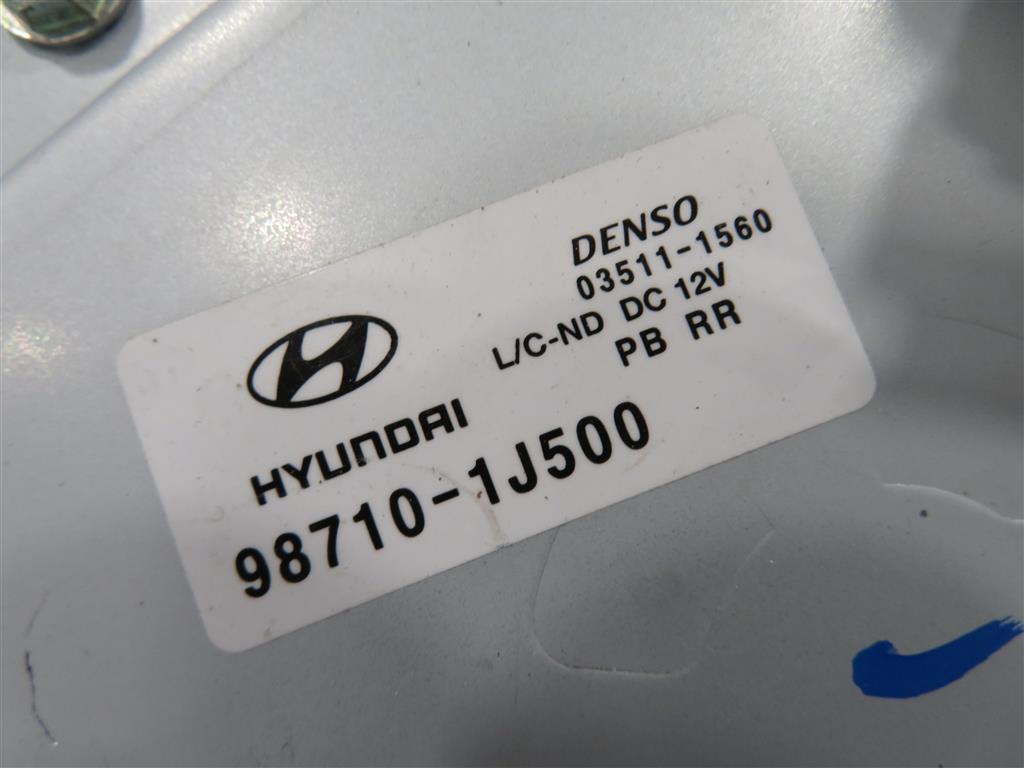 DENSO
03511-1560
L/C-ND DC 12V
PB RR
HYUNDAI
98710-1J500